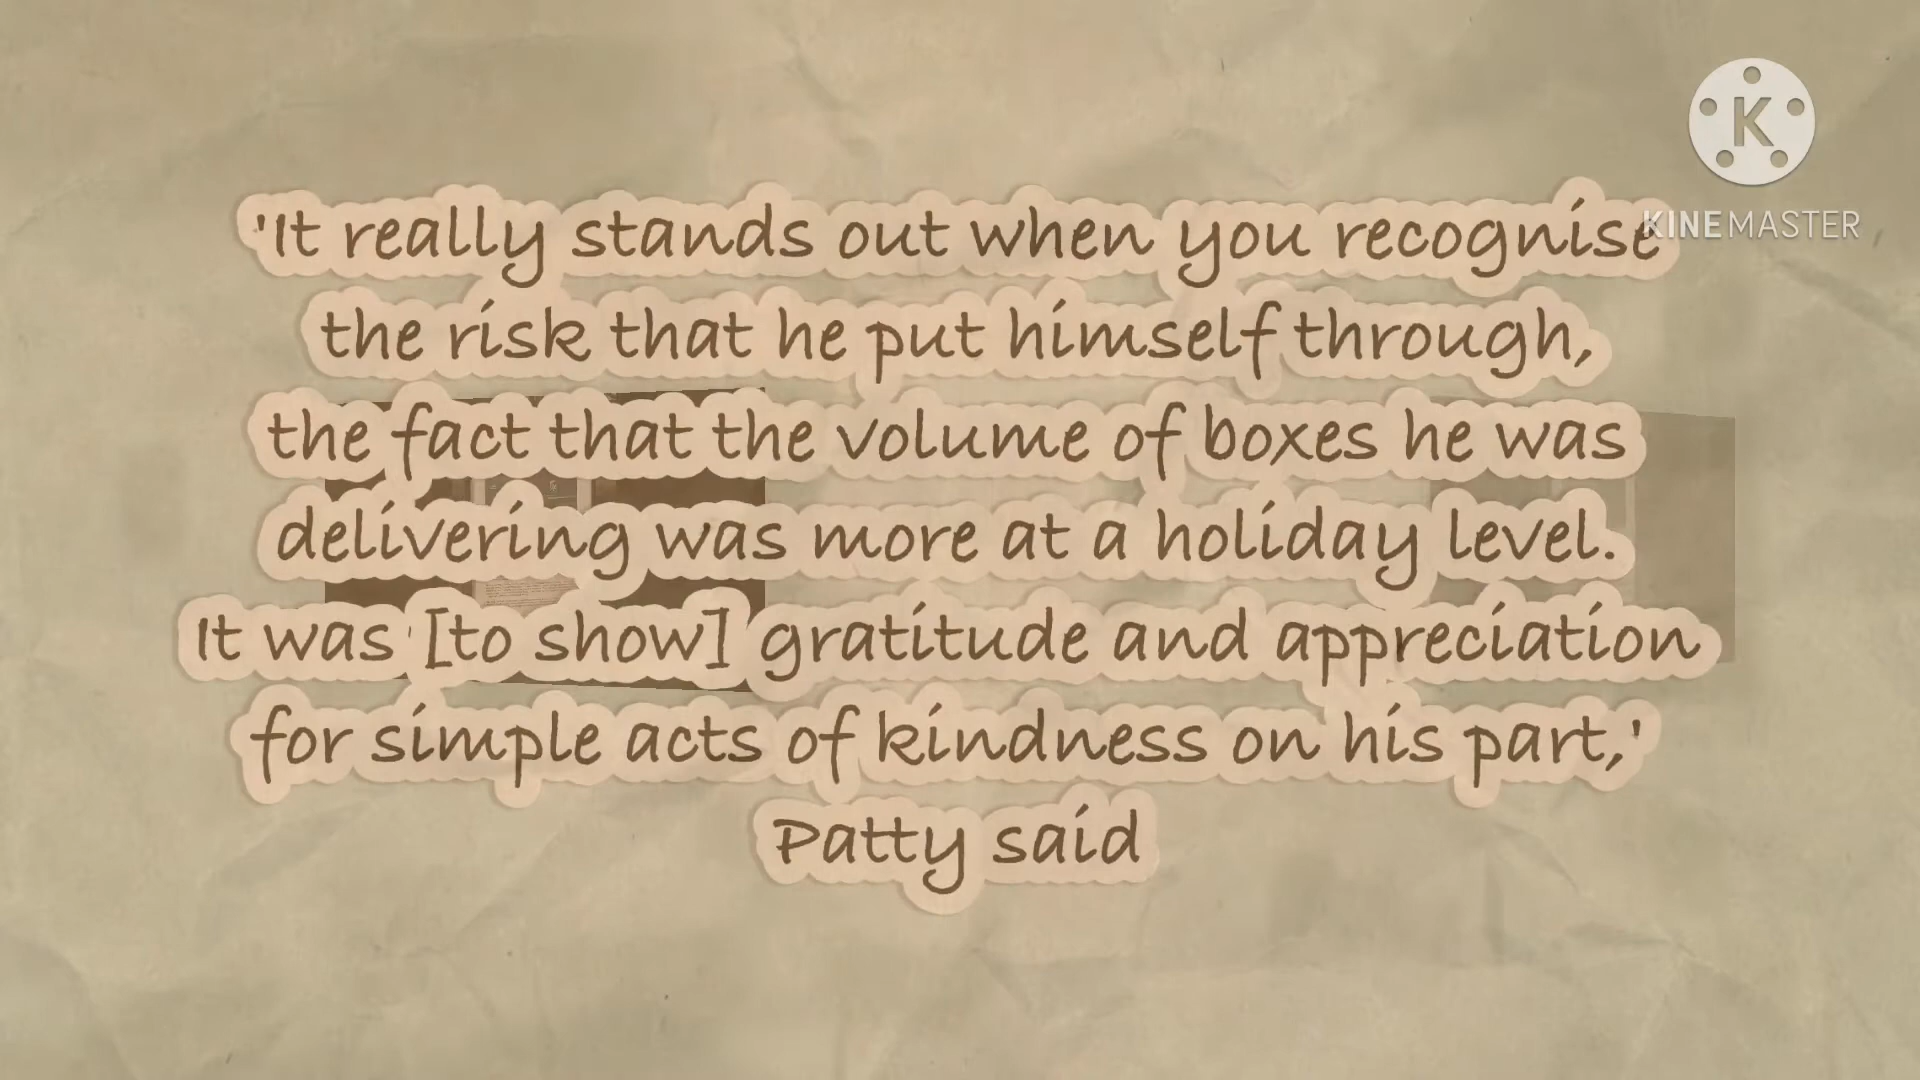 'It really stands out when you recognise
the risk that he put himself through,
the fact that the volume of boxes he was
delivering was more at a holiday level.
It was '[to show] gratitude and appreciation
for simple acts of kindness on his part,'
Patty said
K
KINEMASTER